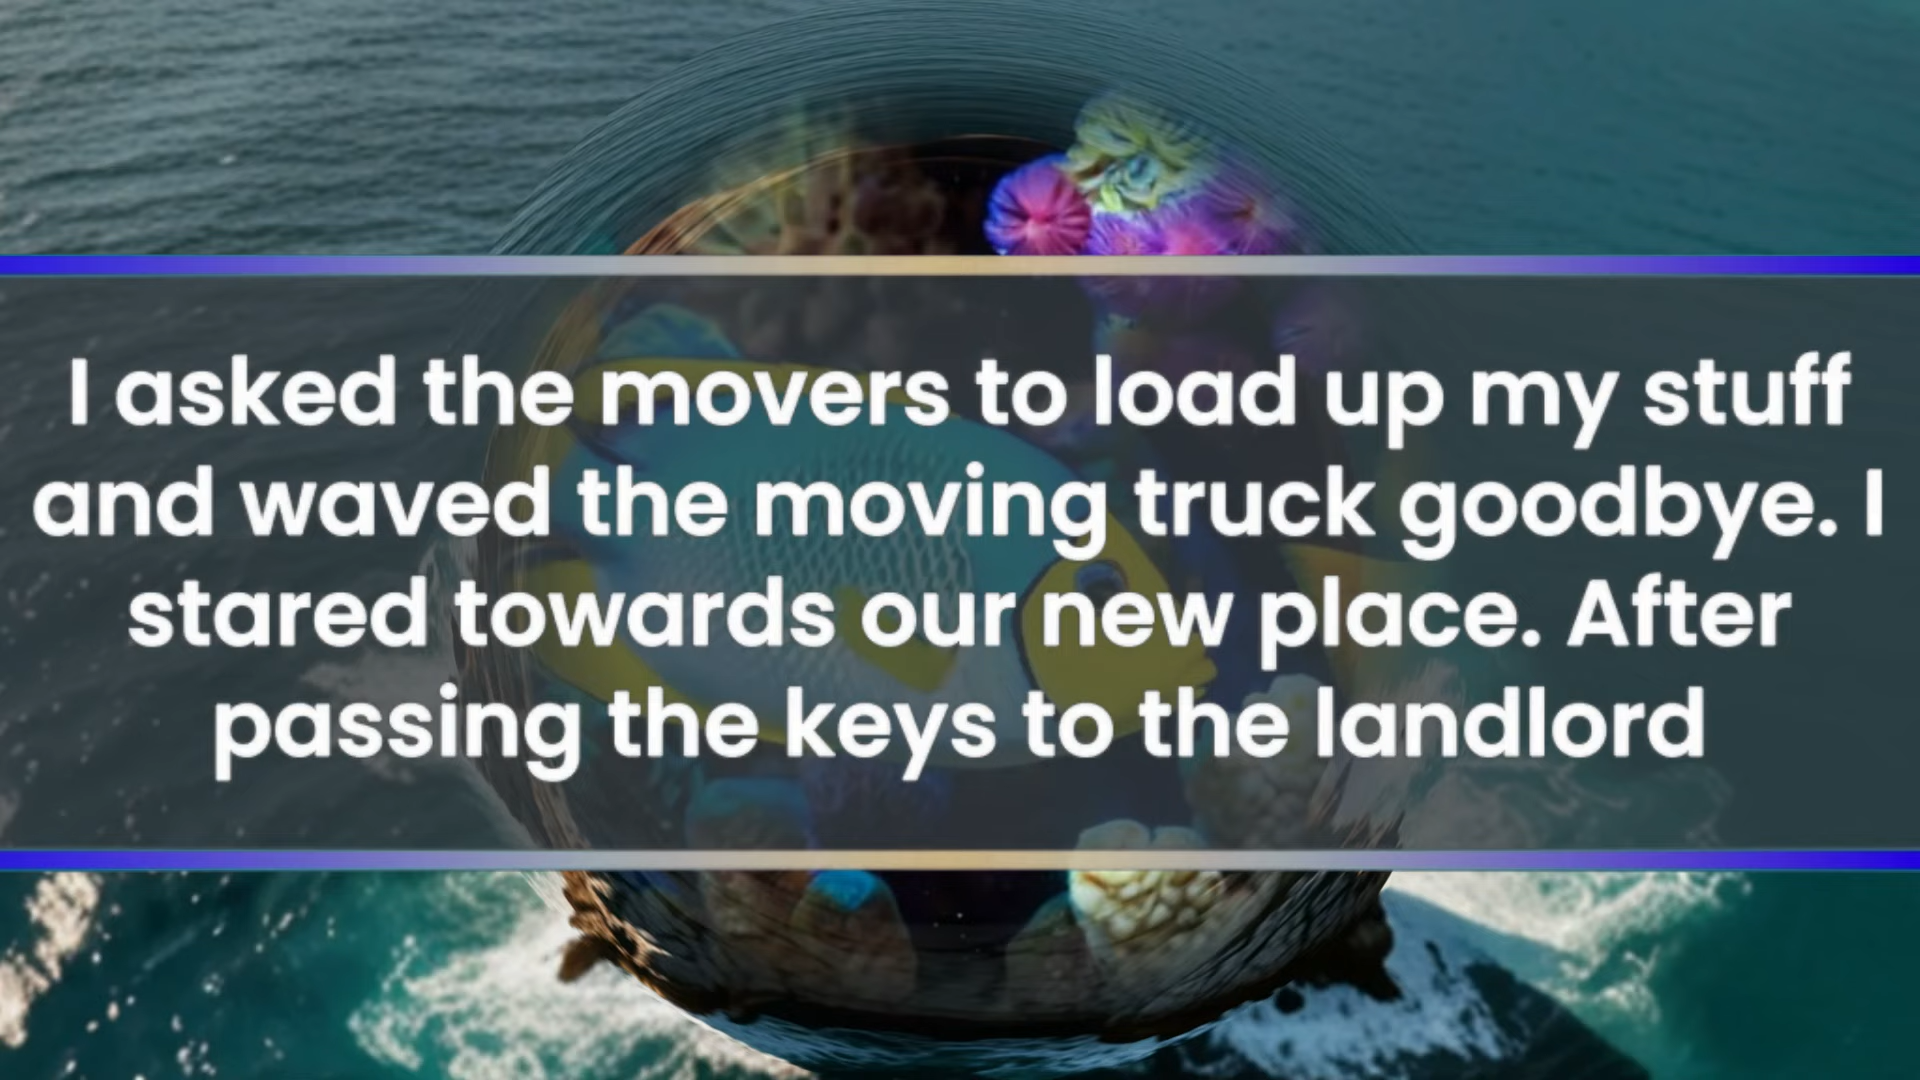 I asked the movers to load up my stuff
and waved the moving truck goodbye. I
stared towards our new place. After
passing the keys to the landlord